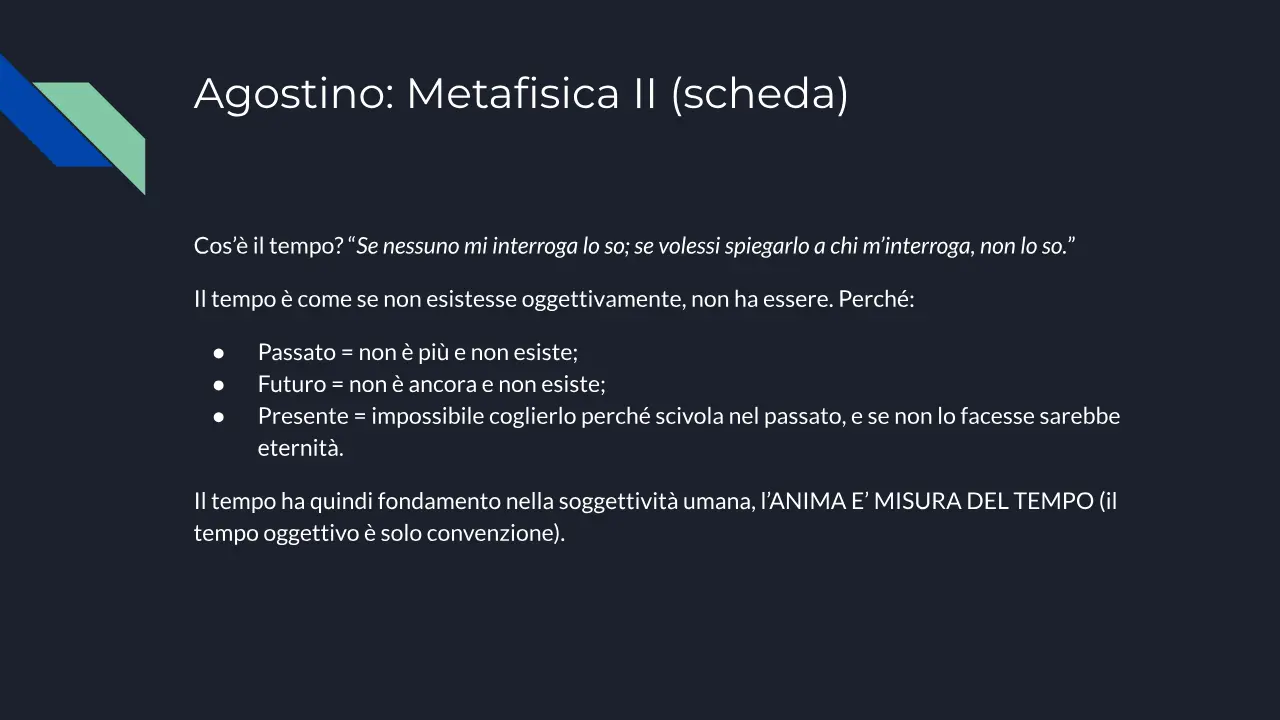 Agostino: Metafisica II (scheda)
Cos’è il tempo? “Se nessuno mi interroga lo so; se volessi spiegarlo a chi m’interroga, non lo so.”
Il tempo è come se non esistesse oggettivamente, non ha essere. Perché:
● Passato = non è più e non esiste;
● Futuro = non è ancora e non esiste;
● Presente = impossibile coglierlo perché scivola nel passato, e se non lo facesse sarebbe
eternità.
Il tempo ha quindi fondamento nella soggettività umana, l’ANIMA E’ MISURA DEL TEMPO (il
tempo oggettivo è solo convenzione).